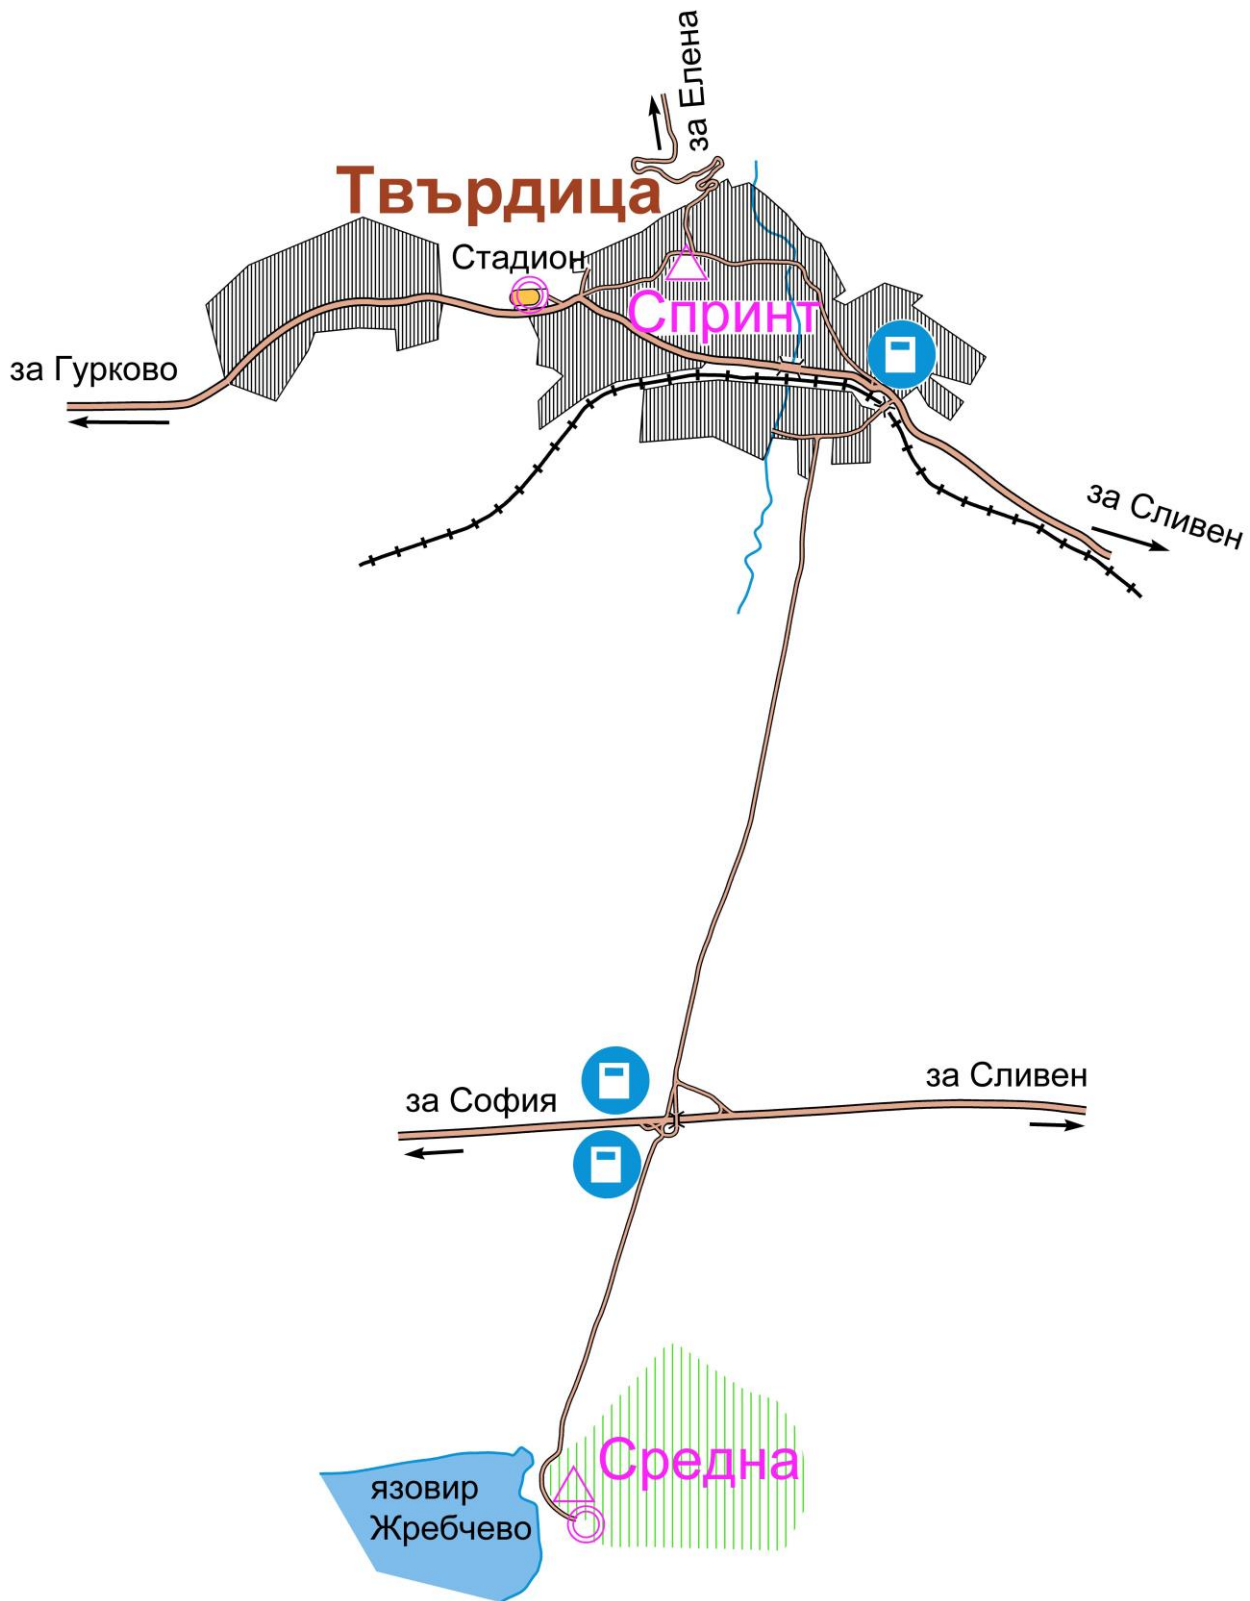 за Елена
Твърдица
Стадион
Спринт
за Гурково
за Сливен
за София
за Сливен
Средна
язовир
Жребчево